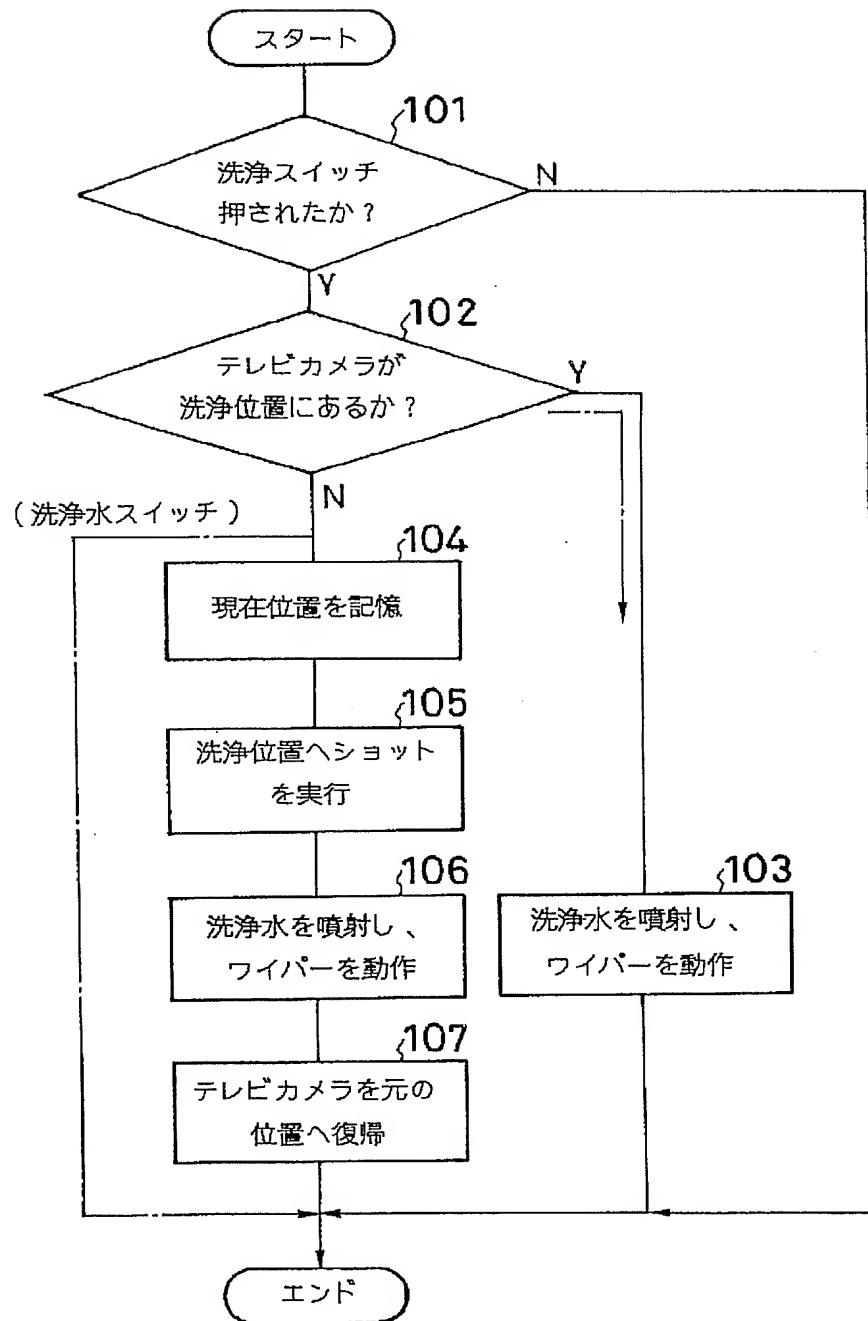 スタート
101
洗浄スイッチ
押されたか？
N
Y
102
テレビカメラが
洗浄位置にあるか？
Y
N
(洗浄水スイッチ)
104
現在位置を記憶
105
洗浄位置へショット
を実行
106
洗浄水を噴射し、
ワイパーを動作
103
洗浄水を噴射し、
ワイパーを動作
107
テレビカメラを元の
位置へ復帰
エンド